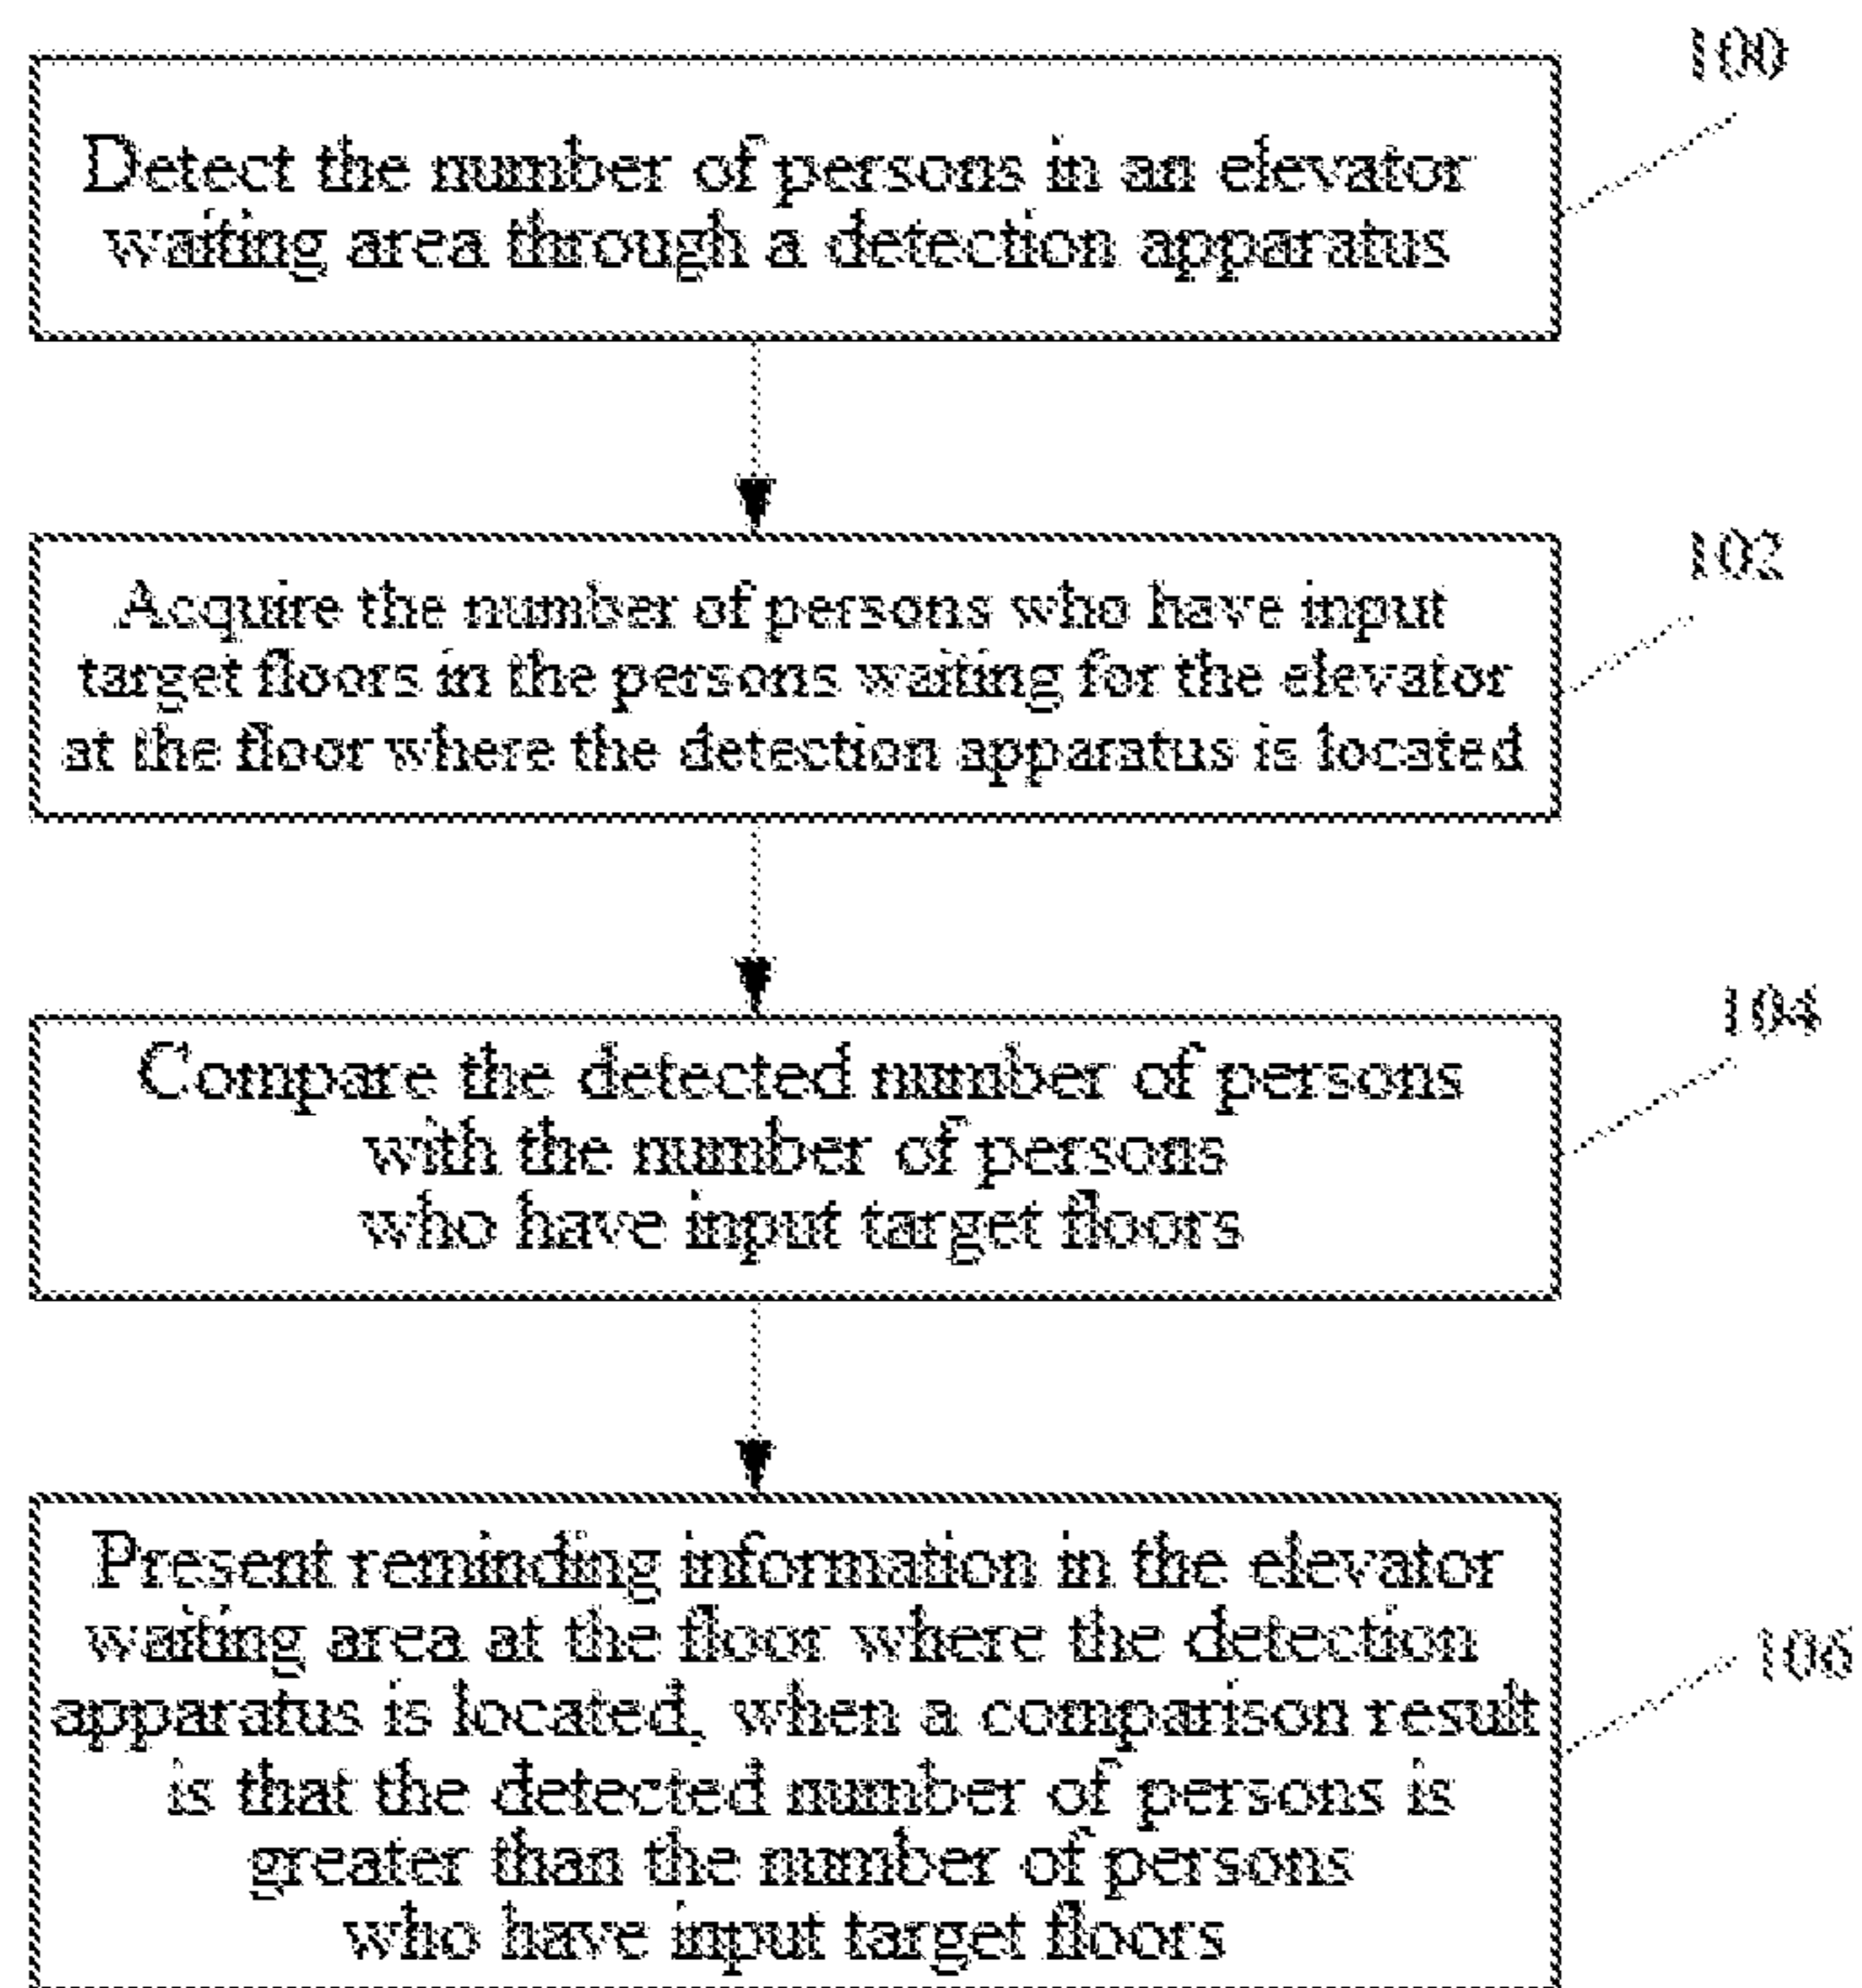 100
Detect the number of persons in an elevator
waiting area through a detection apparatus
102
Acquire the number of persons who have input
target floors in the persons waiting for the elevator
at the floor where the detection apparatus is located
104
Compare the detected number of persons
with the number of persons
who have input target floors
Present reminding information in the elevator
waiting area at the floor where the detection
106
apparatus is located, when a comparison result
is that the detected number of persons is
greater than the number of persons
who have input target floors